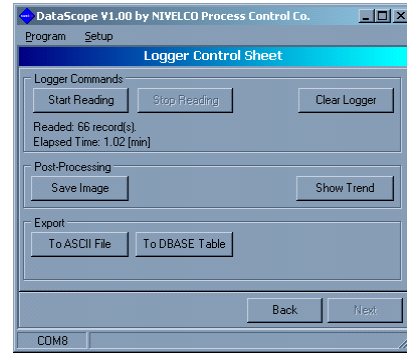 DataScope V1.00 by NIVELCO Process Control Co.
Program Setup
Logger Control Sheet
Logger Commands
Start Reading Stop Reading Clear Logger
Readed: 66 record(s).
Elapsed Time: 1.02 [min]
Post-Processing
Save Image Show Trend
Export
To ASCII File To DBASE Table
Back Next
COM8